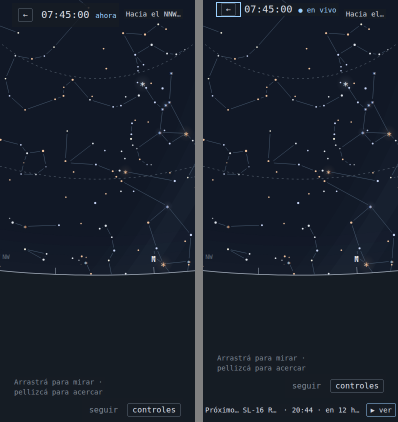 ← 07:45:00 ahora Hacia el NNW…
NW
N
Arrastrá para mirar ·
pellizcá para acercar
seguir controles
← 07:45:00 ● en vivo Hacia el…
NW
N
Arrastrá para mirar ·
pellizcá para acercar
seguir controles
Próximo… SL-16 R… · 20:44 · en 12 h… ▶ ver